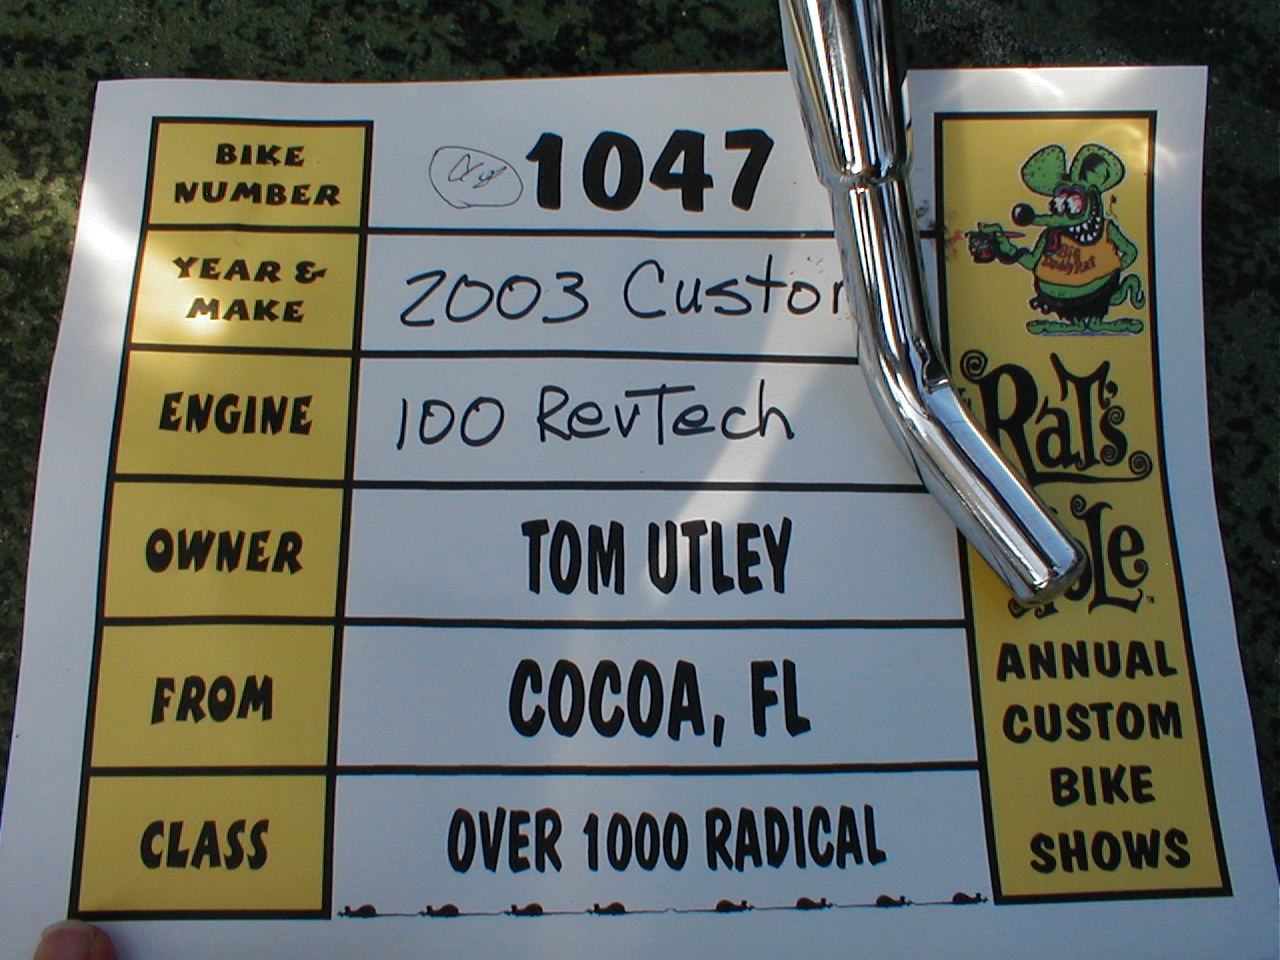 BIKE NUMBER
1047
YEAR & MAKE
2003 Custo
ENGINE
100 RevTech
OWNER
TOM UTLEY
FROM
COCOA, FL
CLASS
OVER 1000 RADICAL
Rat's
ANNUAL
CUSTOM
BIKE
SHOWS